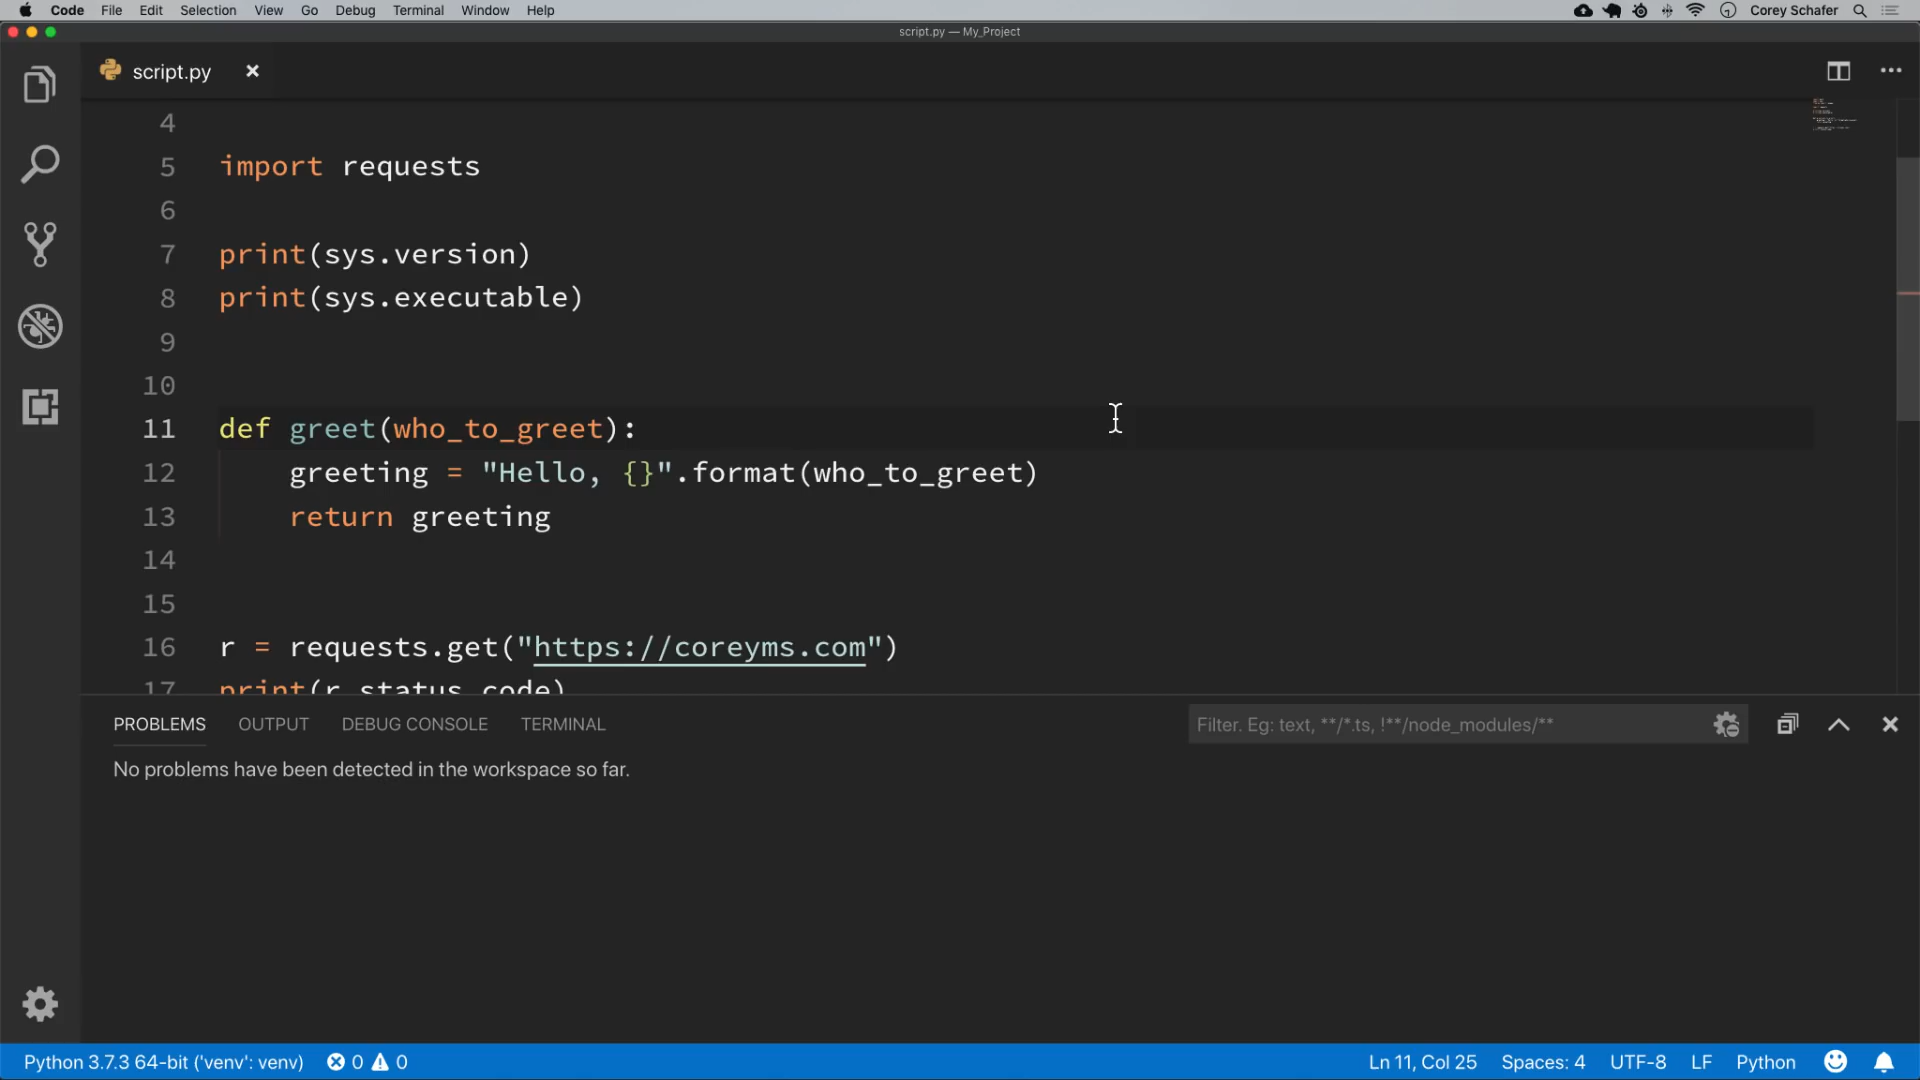 Code File Edit Selection View Go Debug Terminal Window Help Corey Schafer
script.py — My_Project
script.py
4
5 import requests
6
7 print(sys.version)
8 print(sys.executable)
9
10
11 def greet(who_to_greet):
12     greeting = "Hello, {}".format(who_to_greet)
13     return greeting
14
15
16 r = requests.get("https://coreyms.com")
17 print(r.status_code)
PROBLEMS OUTPUT DEBUG CONSOLE TERMINAL Filter. Eg: text, **/*.ts, !**/node_modules/**
No problems have been detected in the workspace so far.
Python 3.7.3 64-bit ('venv': venv) 0 0 Ln 11, Col 25 Spaces: 4 UTF-8 LF Python